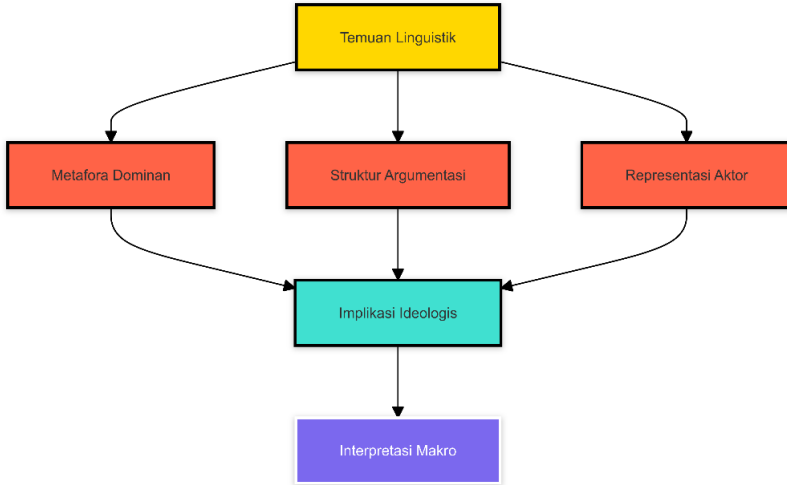 Temuan Linguistik
Metafora Dominan
Struktur Argumentasi
Representasi Aktor
Implikasi Ideologis
Interpretasi Makro